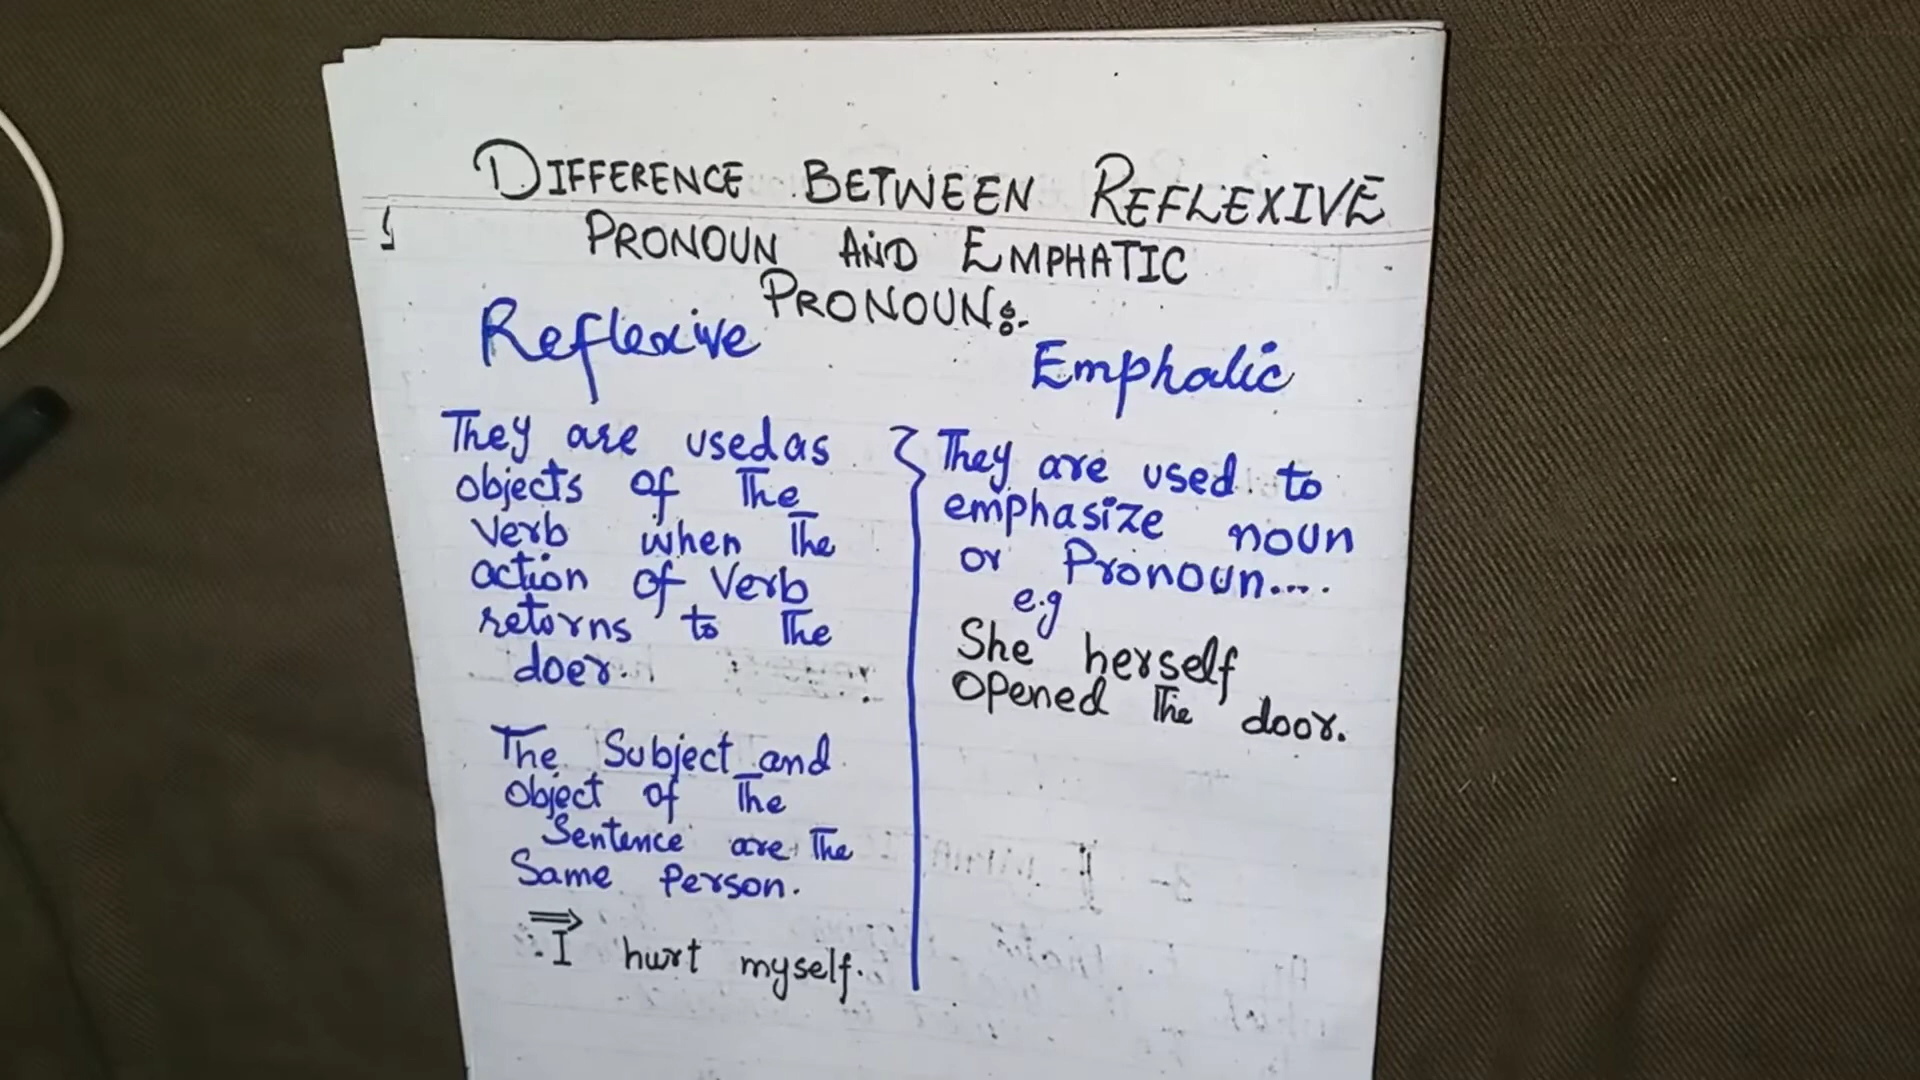 DIFFERENCE BETWEEN REFLEXIVE
PRONOUN AND EMPHATIC
PRONOUN:-
Reflexive
They are used as
objects of the
Verb when the
action of Verb
returns to the
doer.
The Subject and
object of the
Sentence are the
Same Person.
⇒
I hurt myself.
Emphatic
They are used to
emphasize noun
or Pronoun....
e.g
She herself
opened the door.